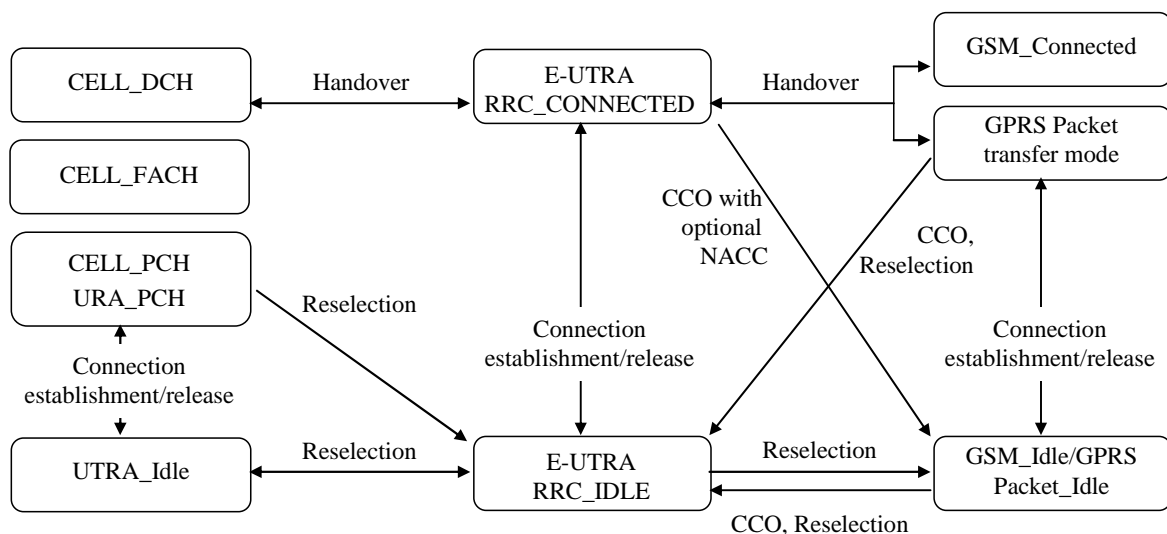 GSM_Connected
CELL_DCH
Handover
E-UTRA
RRC_CONNECTED
Handover
GPRS Packet
transfer mode
CELL_FACH
CCO with
optional
NACC
CCO,
Reselection
CELL_PCH
URA_PCH
Reselection
Connection
establishment/release
Connection
establishment/release
Connection
establishment/release
UTRA_Idle
Reselection
E-UTRA
RRC_IDLE
Reselection
GSM_Idle/GPRS
Packet_Idle
CCO, Reselection